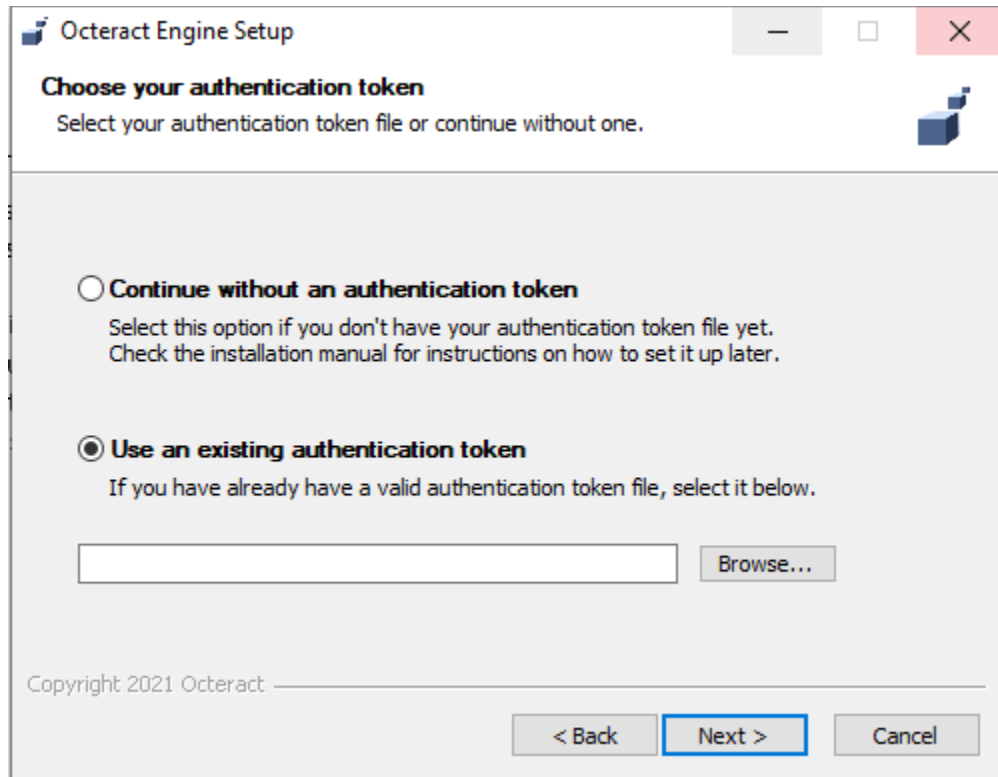 Octeract Engine Setup
Choose your authentication token
Select your authentication token file or continue without one.
Continue without an authentication token
Select this option if you don't have your authentication token file yet.
Check the installation manual for instructions on how to set it up later.
Use an existing authentication token
If you have already have a valid authentication token file, select it below.
Browse...
Copyright 2021 Octeract
< Back
Next >
Cancel